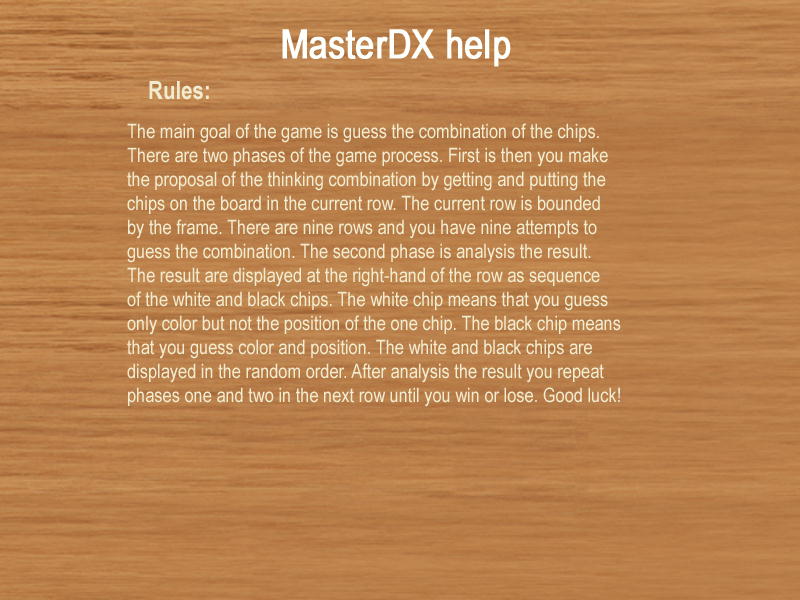 MasterDX help
Rules:
The main goal of the game is guess the combination of the chips.
There are two phases of the game process. First is then you make
the proposal of the thinking combination by getting and putting the
chips on the board in the current row. The current row is bounded
by the frame. There are nine rows and you have nine attempts to
guess the combination. The second phase is analysis the result.
The result are displayed at the right-hand of the row as sequence
of the white and black chips. The white chip means that you guess
only color but not the position of the one chip. The black chip means
that you guess color and position. The white and black chips are
displayed in the random order. After analysis the result you repeat
phases one and two in the next row until you win or lose. Good luck!